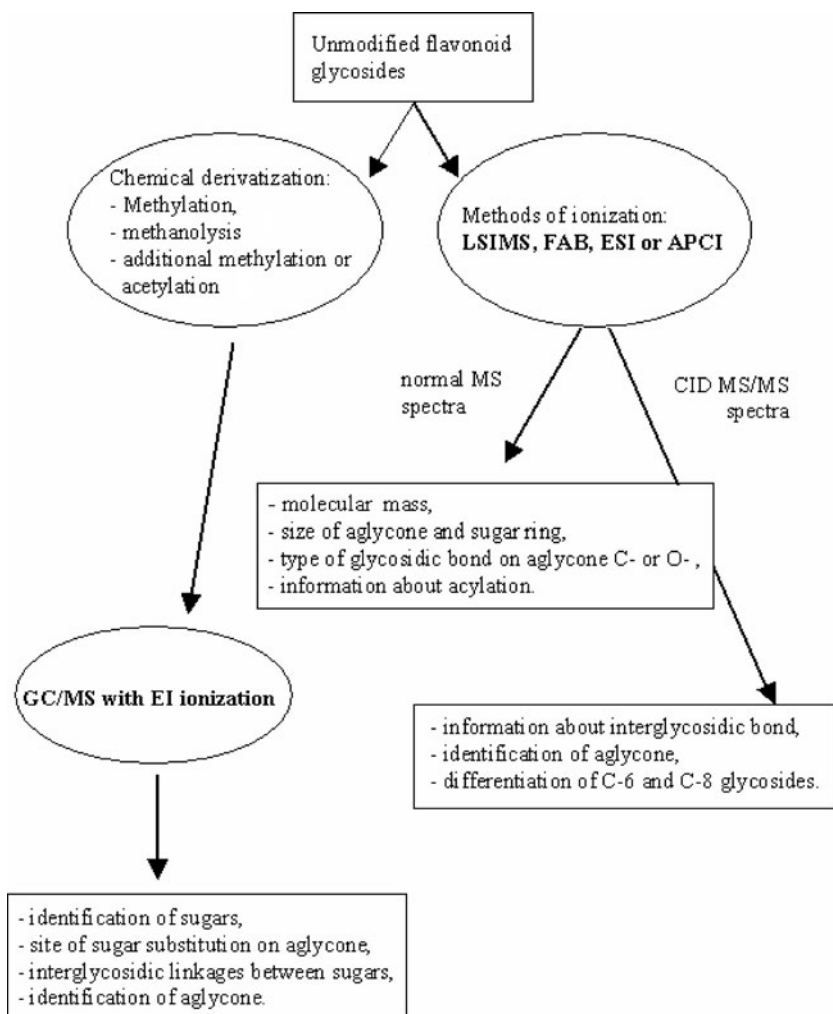 Unmodified flavonoid
glycosides
Chemical derivatization:
- Methylation,
- methanolysis
- additional methylation or
acetylation
Methods of ionization:
LSIMS, FAB, ESI or APCI
normal MS
spectra
CID MS/MS
spectra
- molecular mass,
- size of aglycone and sugar ring,
- type of glycosidic bond on aglycone C- or O- ,
- information about acylation.
GC/MS with EI ionization
- information about interglycosidic bond,
- identification of aglycone,
- differentiation of C-6 and C-8 glycosides.
- identification of sugars,
- site of sugar substitution on aglycone,
- interglycosidic linkages between sugars,
- identification of aglycone.